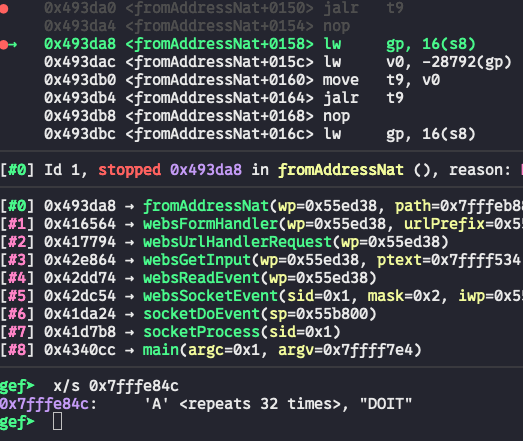 0x493da0 <fromAddressNat+0150> jalr t9
0x493da4 <fromAddressNat+0154> nop
→ 0x493da8 <fromAddressNat+0158> lw gp, 16(s8)
0x493dac <fromAddressNat+015c> lw v0, -28792(gp)
0x493db0 <fromAddressNat+0160> move t9, v0
0x493db4 <fromAddressNat+0164> jalr t9
0x493db8 <fromAddressNat+0168> nop
0x493dbc <fromAddressNat+016c> lw gp, 16(s8)
[#0] Id 1, stopped 0x493da8 in fromAddressNat (), reason:
[#0] 0x493da8 → fromAddressNat(wp=0x55ed38, path=0x7fffeb8
[#1] 0x416564 → websFormHandler(wp=0x55ed38, urlPrefix=0x55
[#2] 0x417794 → websUrlHandlerRequest(wp=0x55ed38)
[#3] 0x42e864 → websGetInput(wp=0x55ed38, ptext=0x7ffff534
[#4] 0x42dd74 → websReadEvent(wp=0x55ed38)
[#5] 0x42dc54 → websSocketEvent(sid=0x1, mask=0x2, iwp=0x55
[#6] 0x41da24 → socketDoEvent(sp=0x55b800)
[#7] 0x41d7b8 → socketProcess(sid=0x1)
[#8] 0x4340cc → main(argc=0x1, argv=0x7ffff7e4)
gef➤ x/s 0x7fffe84c
0x7fffe84c: 'A' <repeats 32 times>, "DOIT"
gef➤